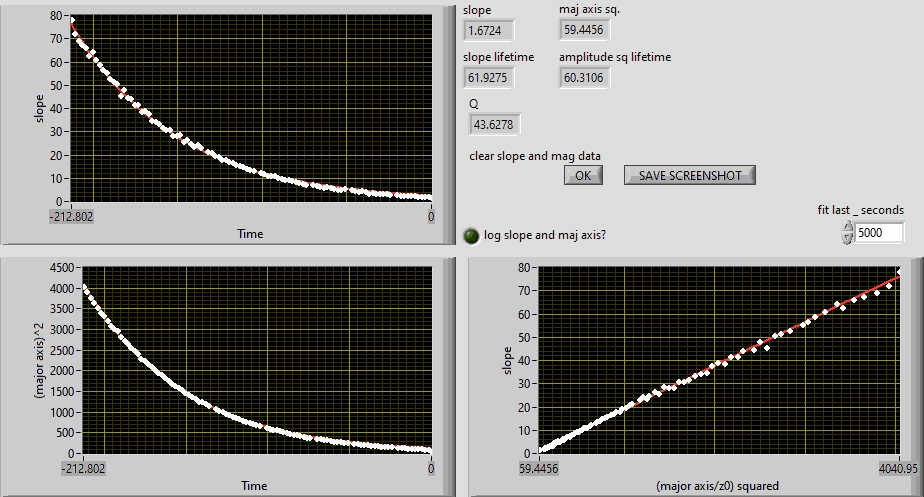 slope
maj axis sq.
1.6724
59.4456
slope lifetime
amplitude sq lifetime
61.9275
60.3106
Q
43.6278
clear slope and mag data
OK
SAVE SCREENSHOT
fit last _ seconds
5000
log slope and maj axis?
80
70
60
50
40
30
20
10
0
slope
-212.802
0
Time
4500
4000
3500
3000
2500
2000
1500
1000
500
0
(major axis)^2
-212.802
0
Time
80
70
60
50
40
30
20
10
0
slope
59.4456
4040.95
(major axis/z0) squared